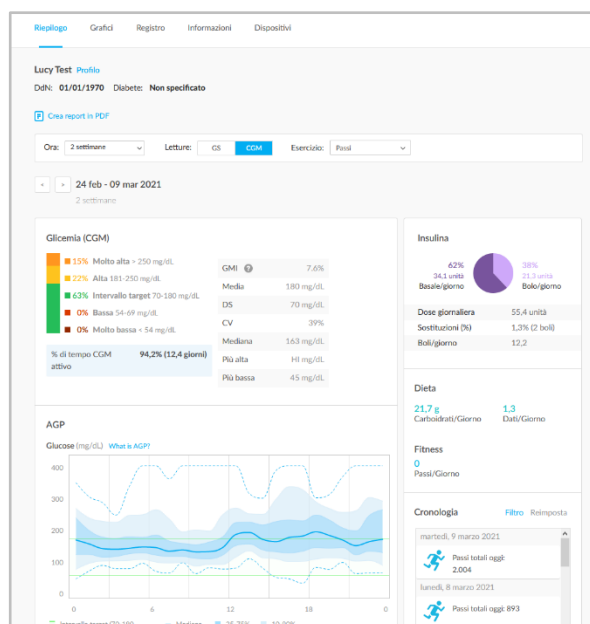 Riepilogo Grafici Registro Informazioni Dispositivi
Lucy Test Profilo
DdN: 01/01/1970 Diabete: Non specificato
Crea report in PDF
Ora: 2 settimane Letture: GS CGM Esercizio: Passi
24 feb - 09 mar 2021
2 settimane
Glicemia (CGM)
15% Molto alta > 250 mg/dL
22% Alta 181-250 mg/dL
63% Intervallo target 70-180 mg/dL
0% Bassa 54-69 mg/dL
0% Molto bassa < 54 mg/dL
% di tempo CGM attivo 94,2% (12,4 giorni)
GMI 7.6%
Media 180 mg/dL
DS 70 mg/dL
CV 39%
Mediana 163 mg/dL
Più alta HI mg/dL
Più bassa 45 mg/dL
AGP
Glucose (mg/dL) What is AGP?
400
300
200
100
0
0 6 12 18 0
Intervallo target (70-180 Mediana 25-75% 10-90%
Insulina
62% 38%
34,1 unità 21,3 unità
Basale/giorno Bolo/giorno
Dose giornaliera 55,4 unità
Sostituzioni (%) 1,3% (2 boli)
Boli/giorno 12,2
Dieta
21,7 g 1,3
Carboidrati/Giorno Dati/Giorno
Fitness
0
Passi/Giorno
Cronologia Filtro Reimposta
martedì, 9 marzo 2021
Passi totali oggi:
2.004
lunedì, 8 marzo 2021
Passi totali oggi: 893